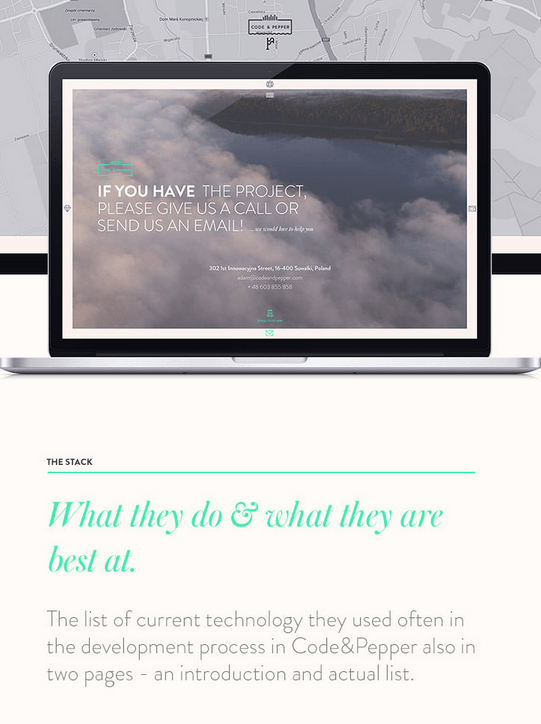 Dom Marii Konopnickiej
CODE & PEPPER
IF YOU HAVE THE PROJECT,
PLEASE GIVE US A CALL OR
SEND US AN EMAIL! ... we would love to help you
302 1st Innowacyjna Street, 16-400 Suwałki, Poland
adam@codeandpepper.com
+ 48 603 855 858
THE STACK
What they do & what they are
best at.
The list of current technology they used often in
the development process in Code&Pepper also in
two pages - an introduction and actual list.